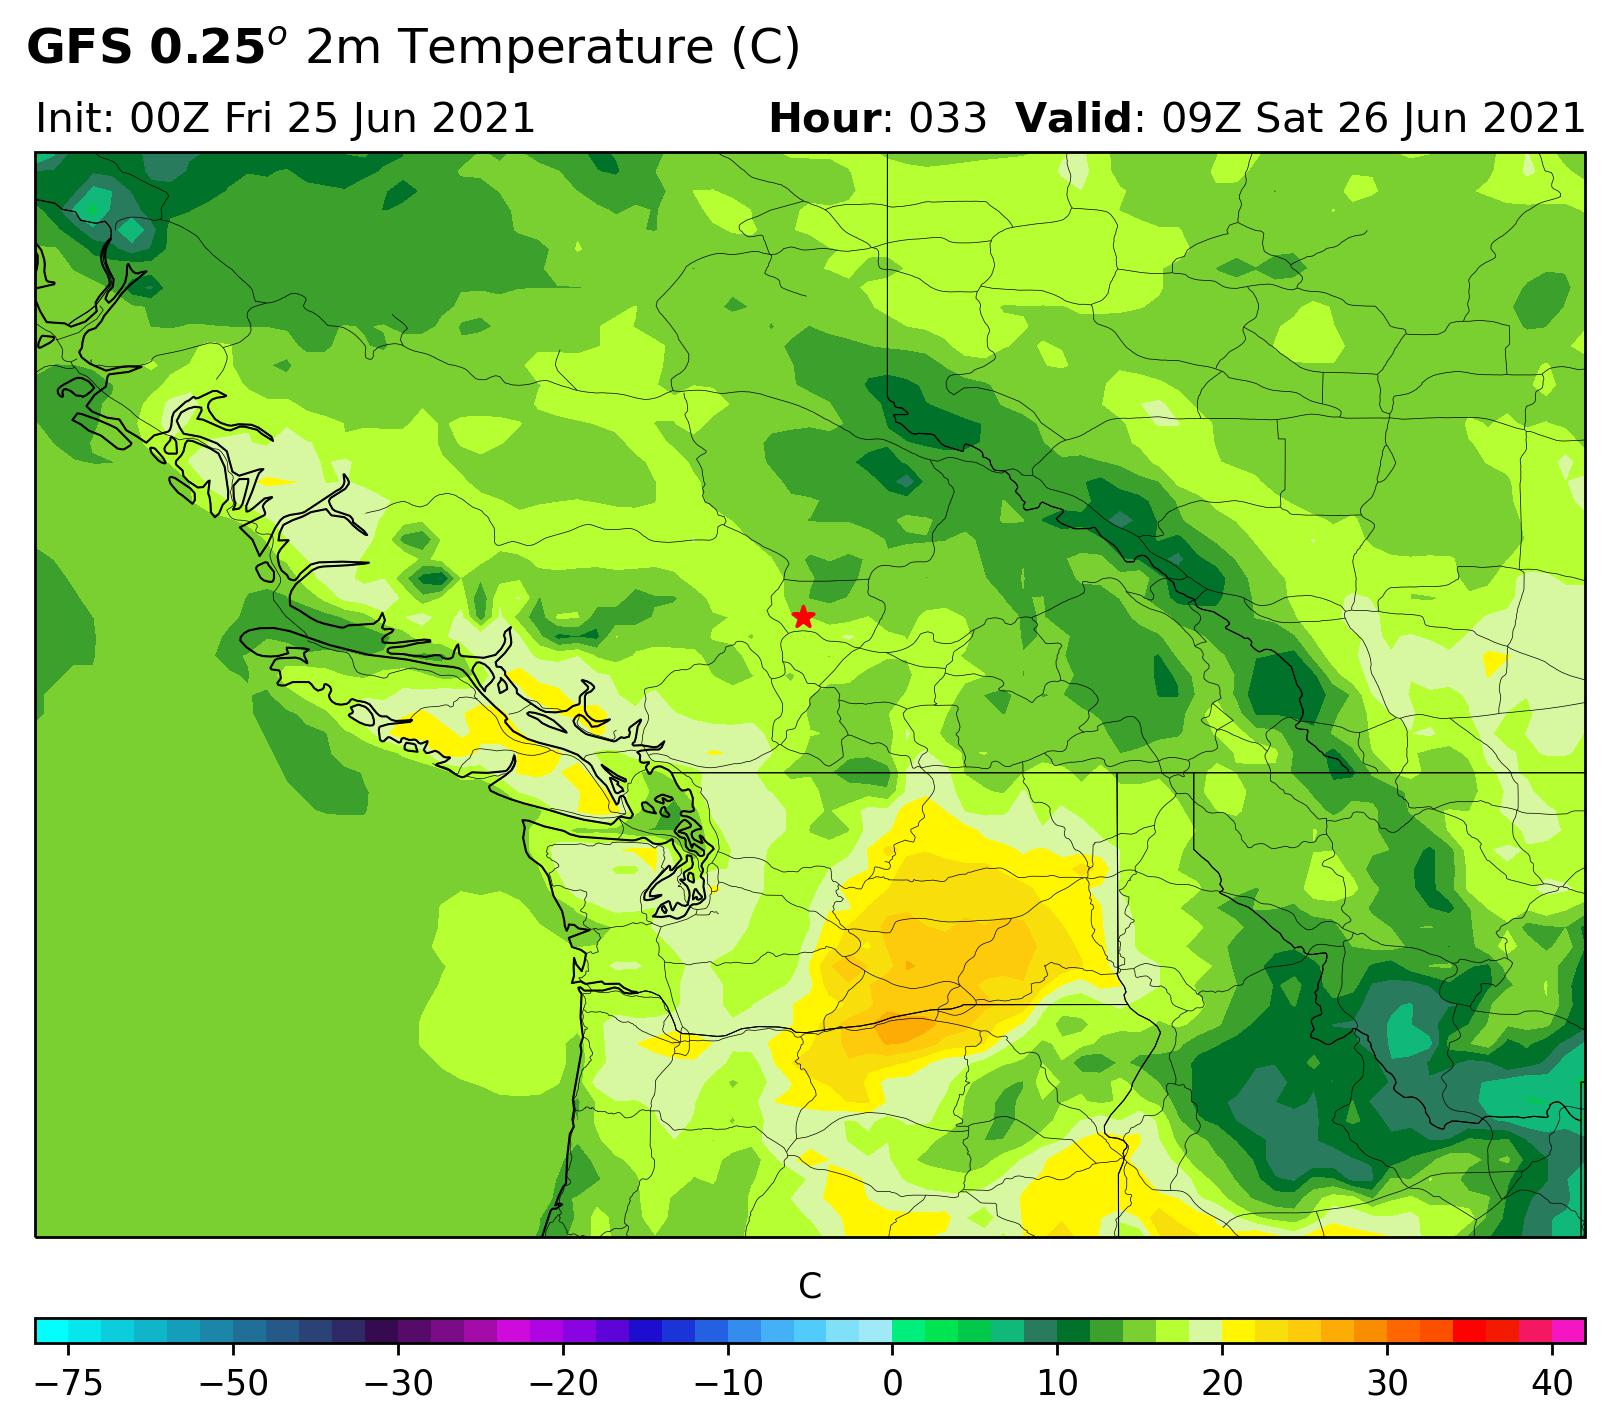 GFS 0.25° 2m Temperature (C)
Init: 00Z Fri 25 Jun 2021 Hour: 033 Valid: 09Z Sat 26 Jun 2021
C
−75 −50 −30 −20 −10 0 10 20 30 40